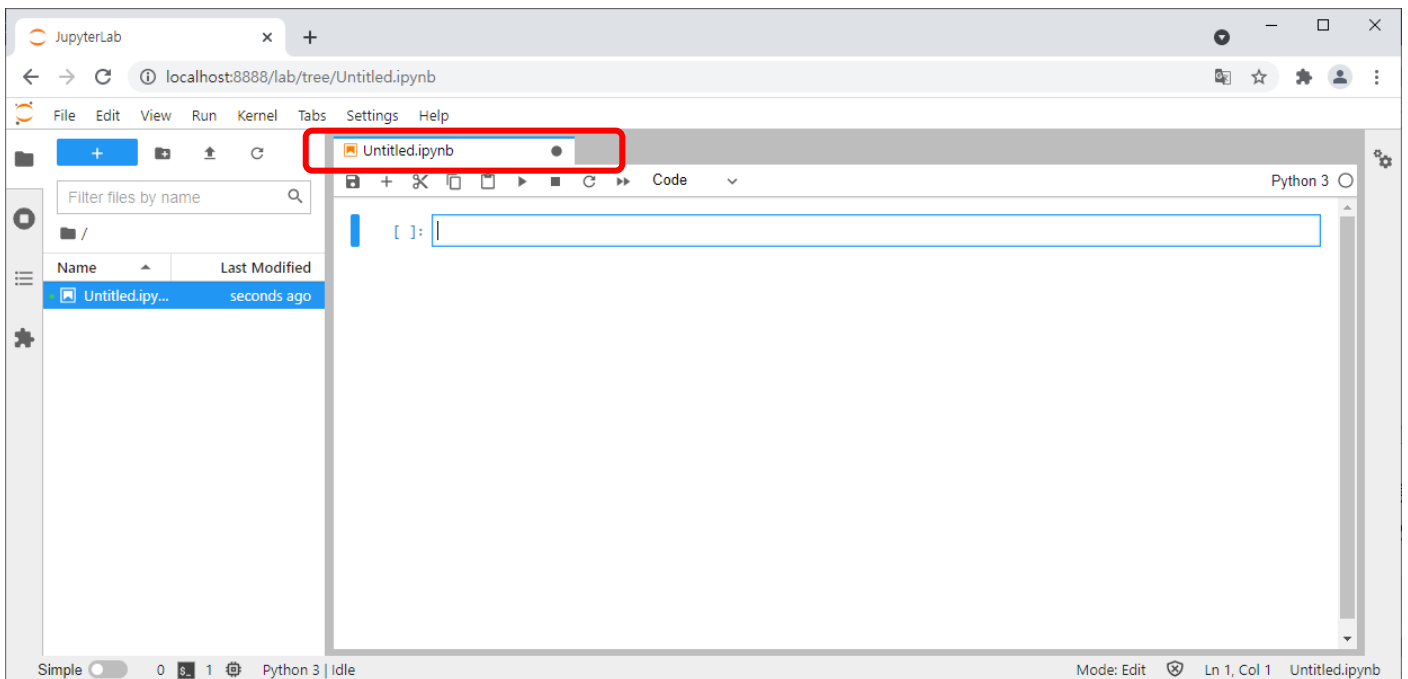 JupyterLab
localhost:8888/lab/tree/Untitled.ipynb
File Edit View Run Kernel Tabs Settings Help
Untitled.ipynb
Code
Python 3
Filter files by name
/
[ ]:
Name Last Modified
Untitled.ipy... seconds ago
Simple 0 $_ 1 Python 3 | Idle Mode: Edit Ln 1, Col 1 Untitled.ipynb